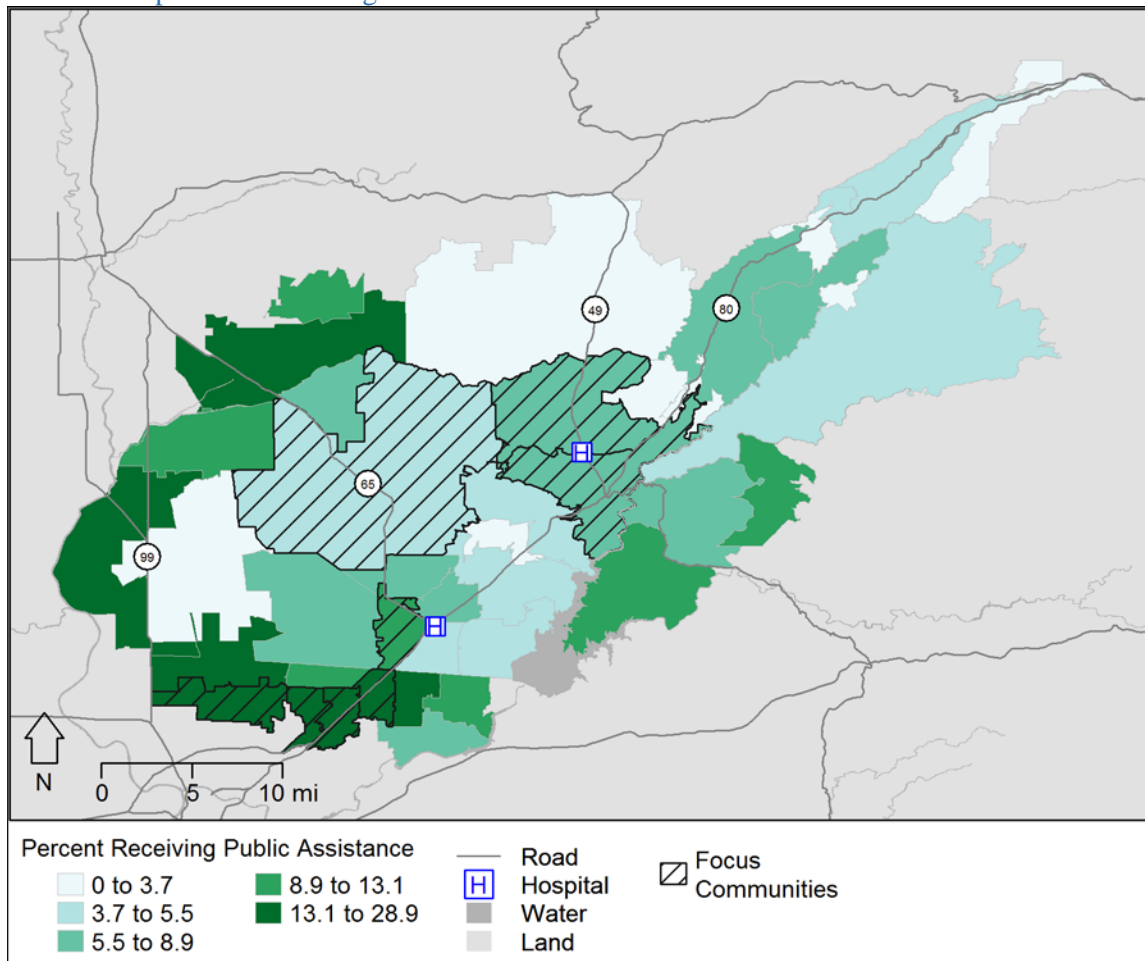 49
80
65
99
N
0 5 10 mi
Percent Receiving Public Assistance
0 to 3.7
3.7 to 5.5
5.5 to 8.9
8.9 to 13.1
13.1 to 28.9
Road
H Hospital
Water
Land
Focus
Communities
H
H